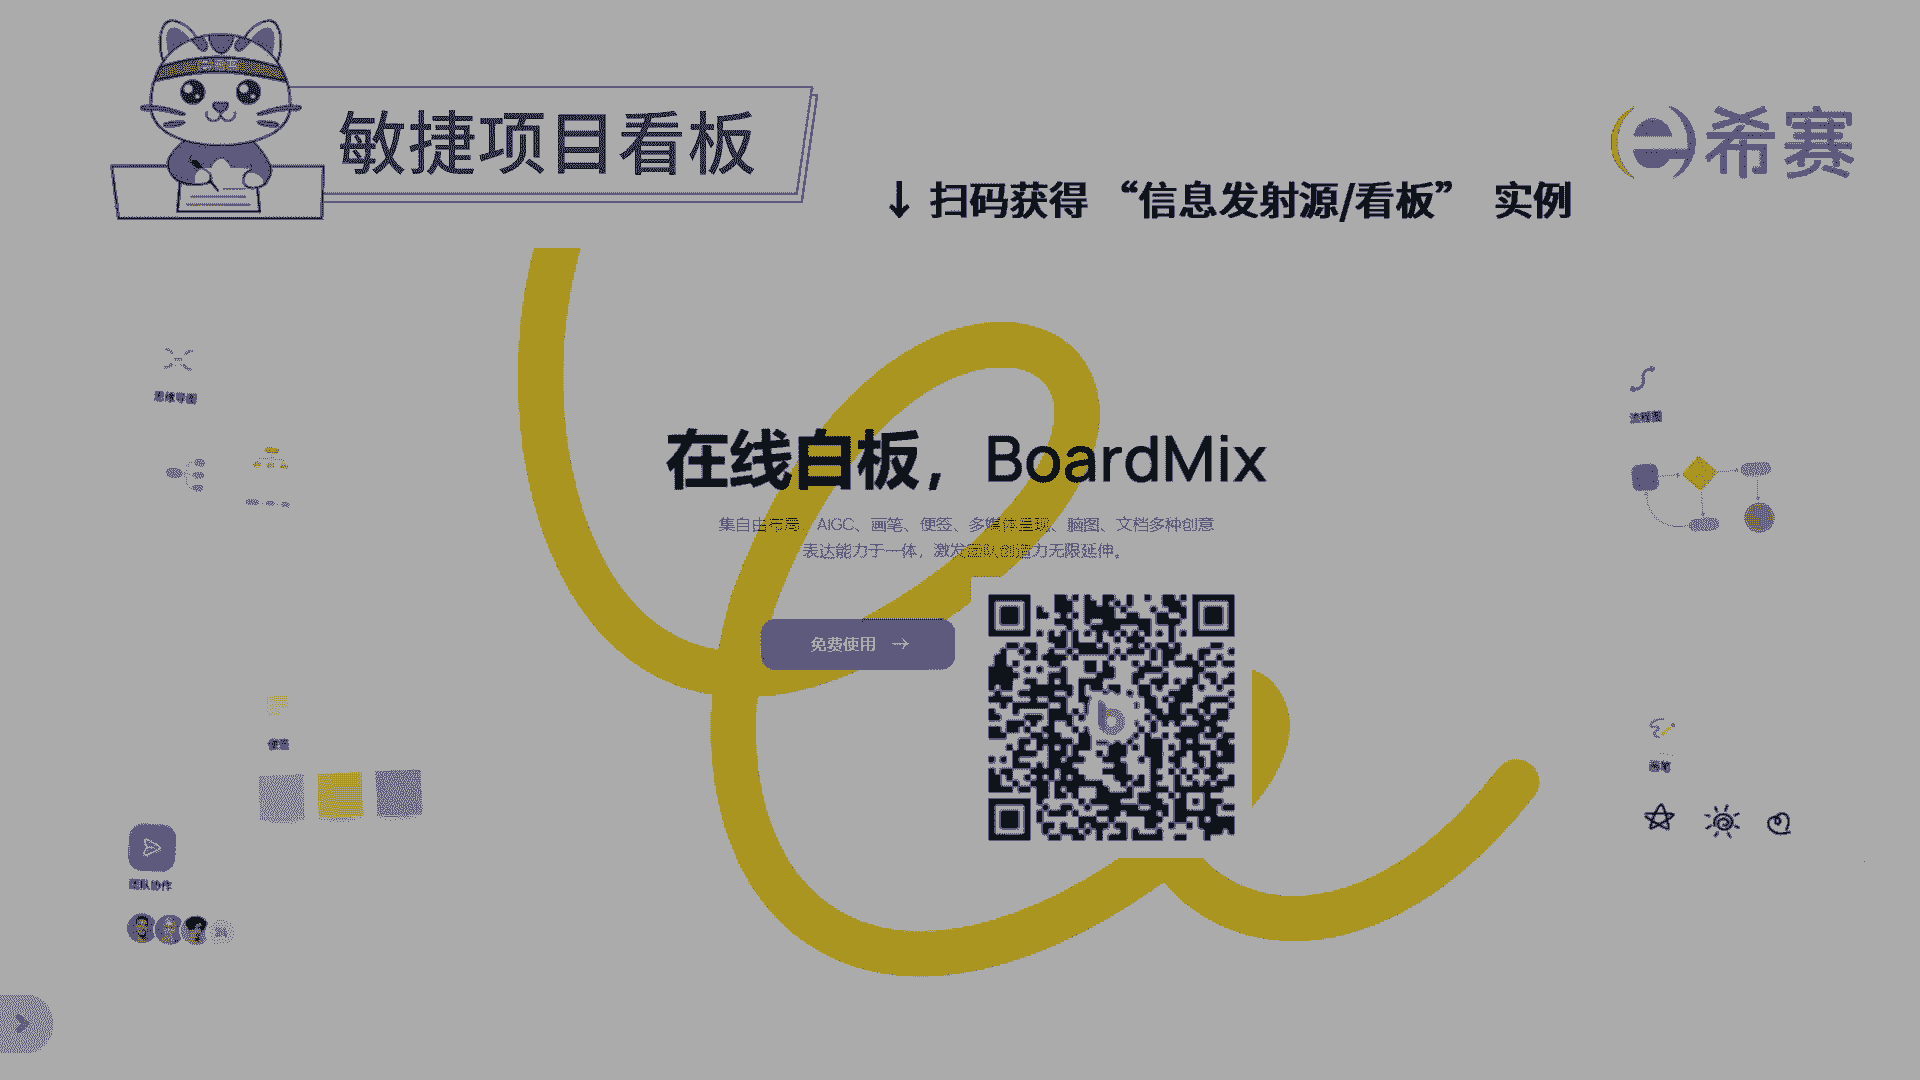 敏捷项目看板
希赛
↓ 扫码获得 “信息发射源/看板” 实例
思维导图
流程图
在线白板，BoardMix
集自由布局、AIGC、画笔、便签、多媒体呈现、脑图、文档多种创意
表达能力于一体，激发团队创造力无限延伸。
免费使用 →
便签
画笔
团队协作